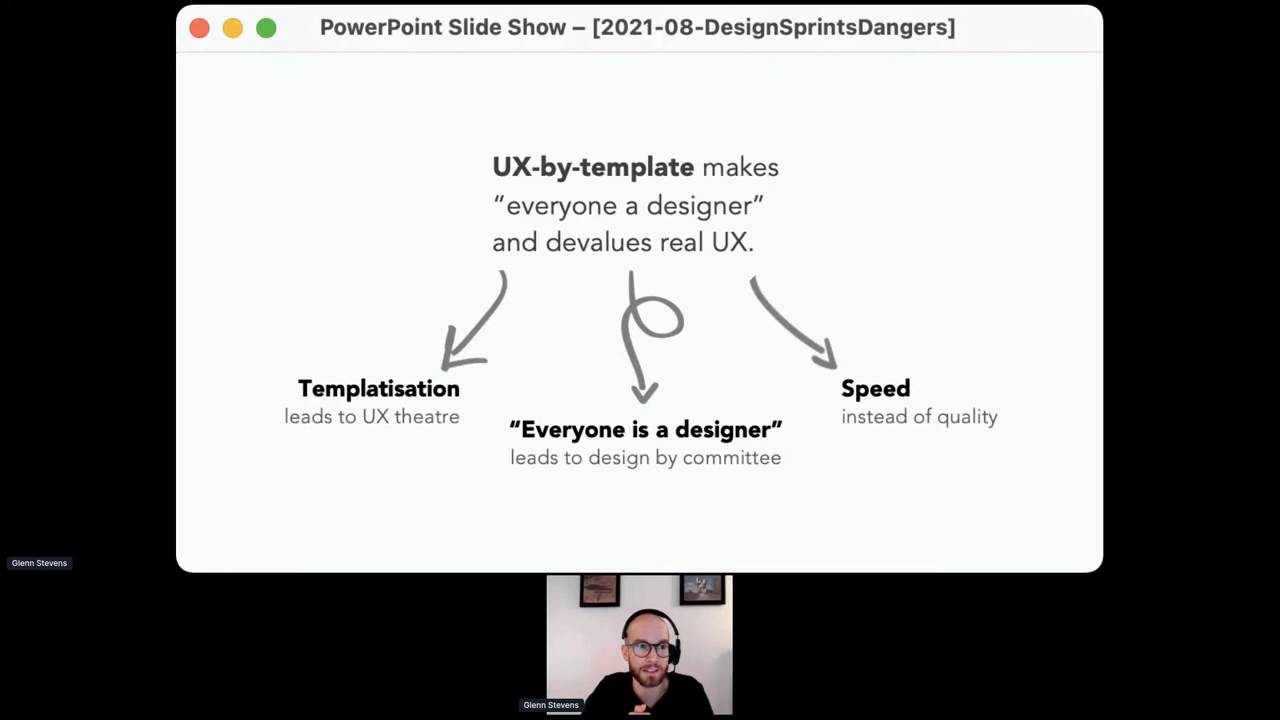 PowerPoint Slide Show – [2021-08-DesignSprintsDangers]
UX-by-template makes
“everyone a designer”
and devalues real UX.
Templatisation
leads to UX theatre
“Everyone is a designer”
leads to design by committee
Speed
instead of quality
Glenn Stevens
Glenn Stevens